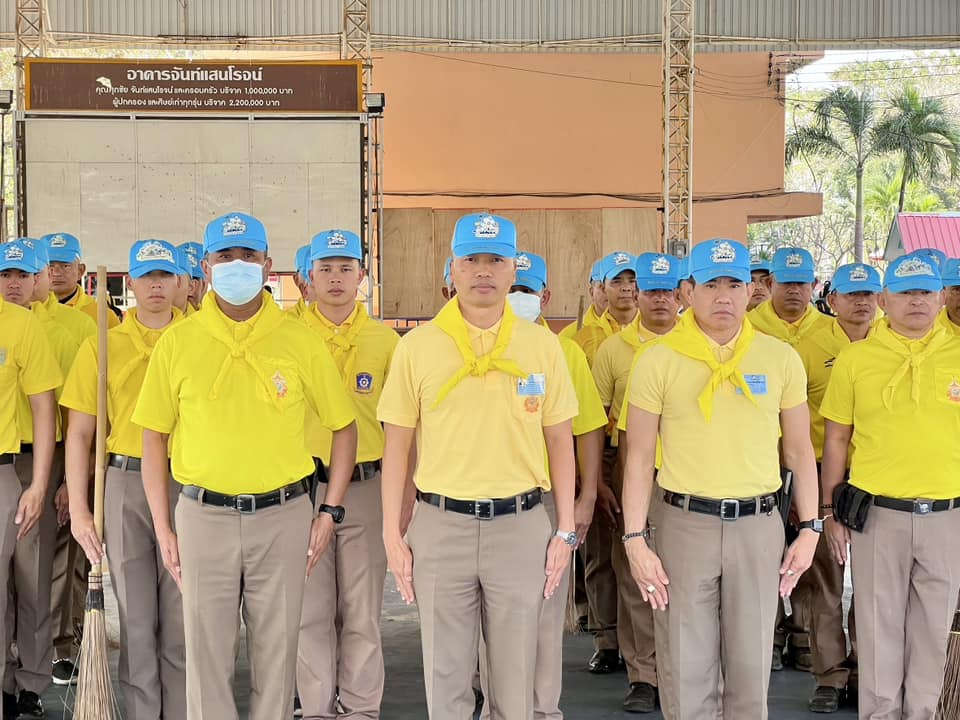 อาคารจันท์แสนโรจน์
คุณศุภชัย จันท์แสนโรจน์ และครอบครัว บริจาค 1,000,000 บาท
ผู้ปกครอง และศิษย์เก่าทุกรุ่น บริจาค 2,200,000 บาท